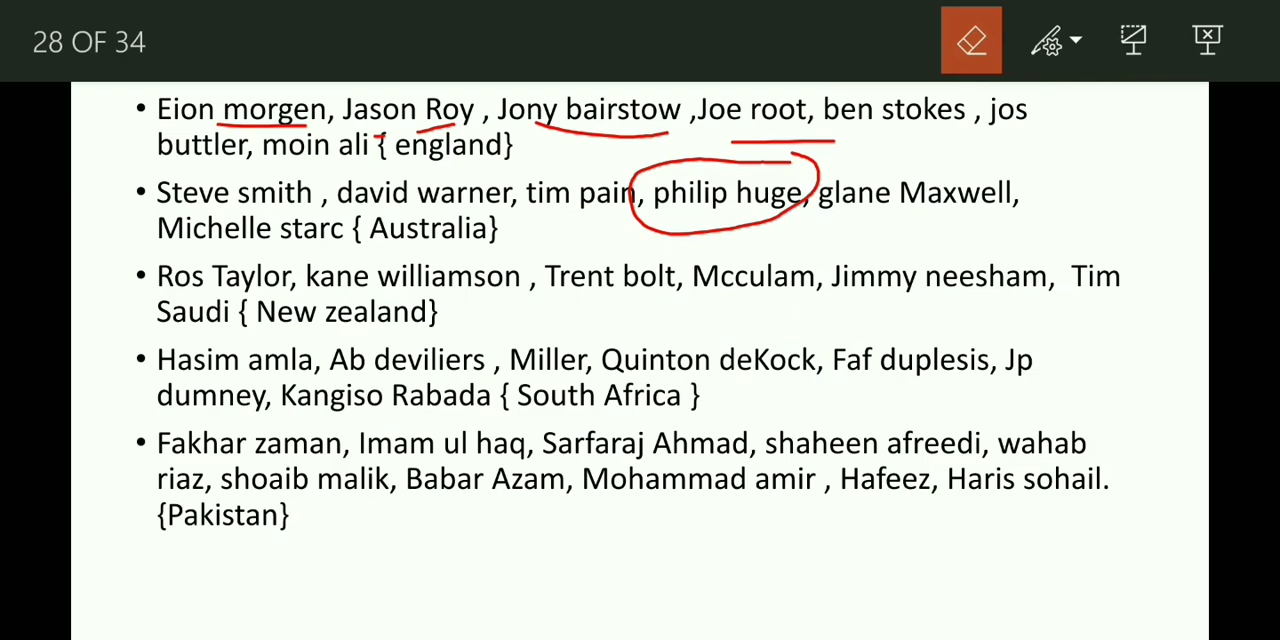 28 OF 34
• Eion morgen, Jason Roy , Jony bairstow ,Joe root, ben stokes , jos
buttler, moin ali { england}
• Steve smith , david warner, tim pain, philip huge, glane Maxwell,
Michelle starc { Australia}
• Ros Taylor, kane williamson , Trent bolt, Mcculam, Jimmy neesham, Tim
Saudi { New zealand}
• Hasim amla, Ab deviliers , Miller, Quinton deKock, Faf duplesis, Jp
dumney, Kangiso Rabada { South Africa }
• Fakhar zaman, Imam ul haq, Sarfaraj Ahmad, shaheen afreedi, wahab
riaz, shoaib malik, Babar Azam, Mohammad amir , Hafeez, Haris sohail.
{Pakistan}